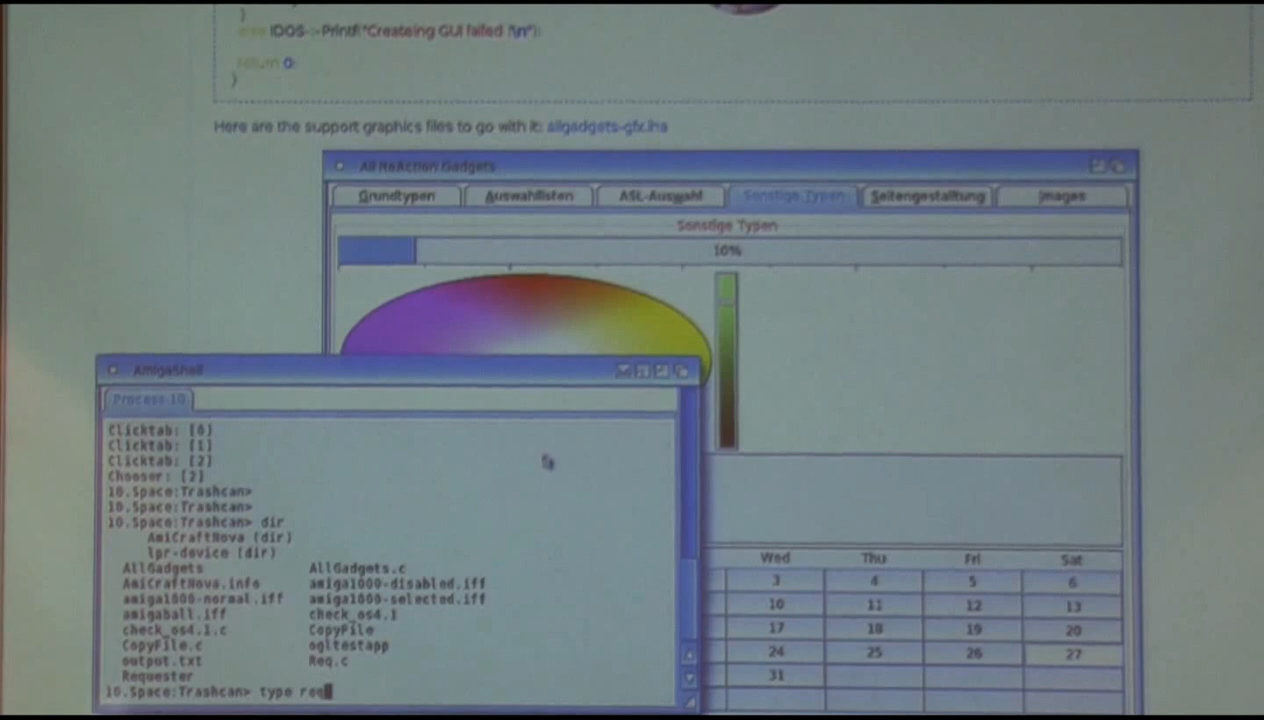 }
else IDOS->Printf("Createing GUI failed !\n");
return 0;
}
Here are the support graphics files to go with it: allgadgets-gfx.lha
All ReAction Gadgets
Grundtypen Auswahllisten ASL-Auswahl Sonstige Typen Seitengestalltung Images
Sonstige Typen
10%
AmigaShell
Process 10
Clicktab: [0]
Clicktab: [1]
Clicktab: [2]
Chooser: [2]
10.Space:Trashcan>
10.Space:Trashcan>
10.Space:Trashcan> dir
AmiCraftNova (dir)
lpr-device (dir)
AllGadgets AllGadgets.c
AmiCraftNova.info amiga1000-disabled.iff
amiga1000-normal.iff amiga1000-selected.iff
amigaball.iff check_os4.1
check_os4.1.c CopyFile
CopyFile.c ogltestapp
output.txt Req.c
Requester
10.Space:Trashcan> type req
Wed Thu Fri Sat
3 4 5 6
10 11 12 13
17 18 19 20
24 25 26 27
31